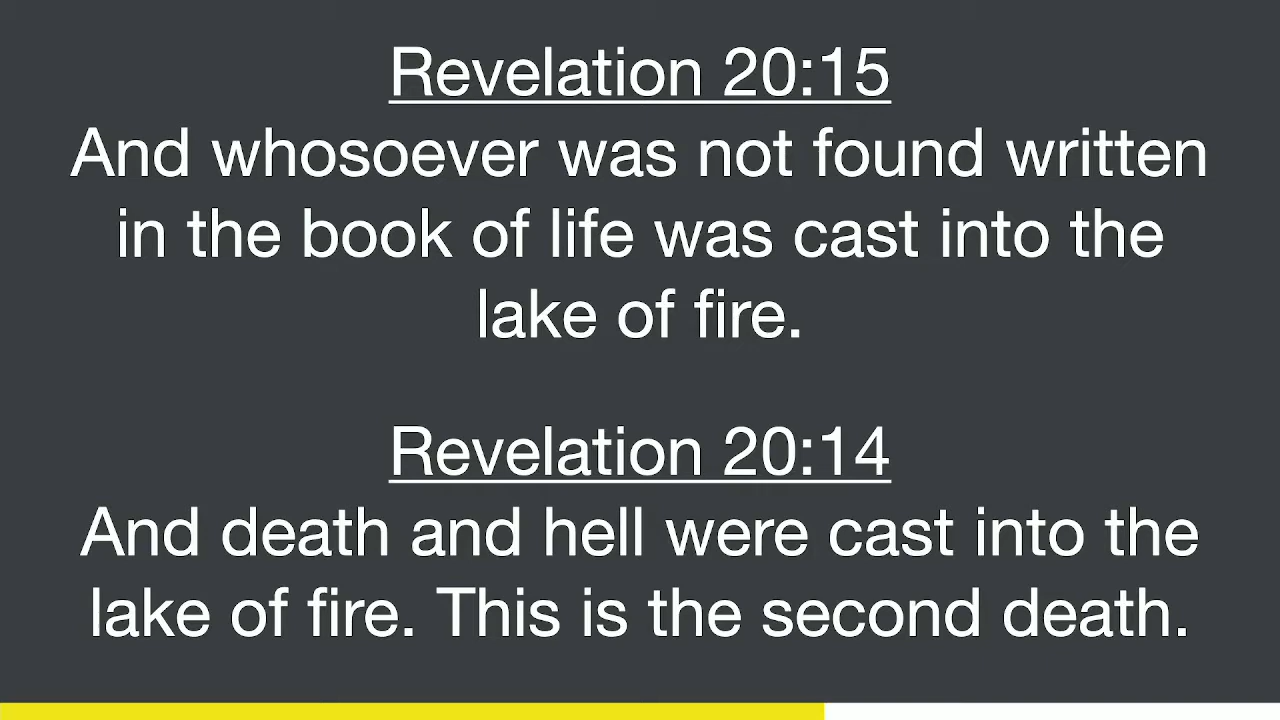 Revelation 20:15
And whosoever was not found written
in the book of life was cast into the
lake of fire.
Revelation 20:14
And death and hell were cast into the
lake of fire. This is the second death.